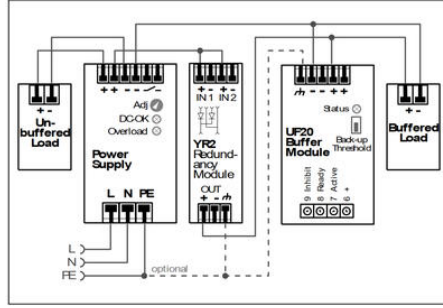 + -
Un-
buffered
Load
+ + - -
Adj
DC-OK
Overload
Power
Supply
L N PE
+ + -
IN 1 IN 2
YR2
Redund-
ancy
Module
OUT
+ -
- - + +
Status
UF20
Buffer
Module
Back-up
Threshold
9 Inhibit
8 Ready
7 Active
6 +
+ -
Buffered
Load
L
N
PE
optional